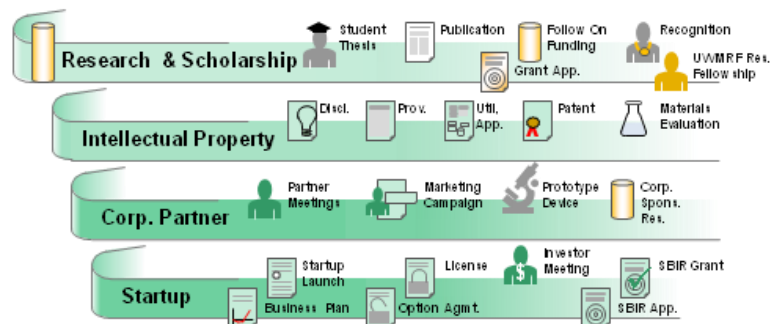 Student
Thesis
Publication
Follow On
Funding
Recognition
Research & Scholarship
Grant App.
UWMRF Res.
Fellowship
Discl.
Prov.
Util.
App.
Patent
Materials
Evaluation
Intellectual Property
Partner
Meetings
Marketing
Campaign
Prototype
Device
Corp.
Spons.
Res.
Corp. Partner
Startup
Launch
License
Investor
Meeting
SBIR Grant
Startup
Business Plan
Option Agmt.
SBIR App.